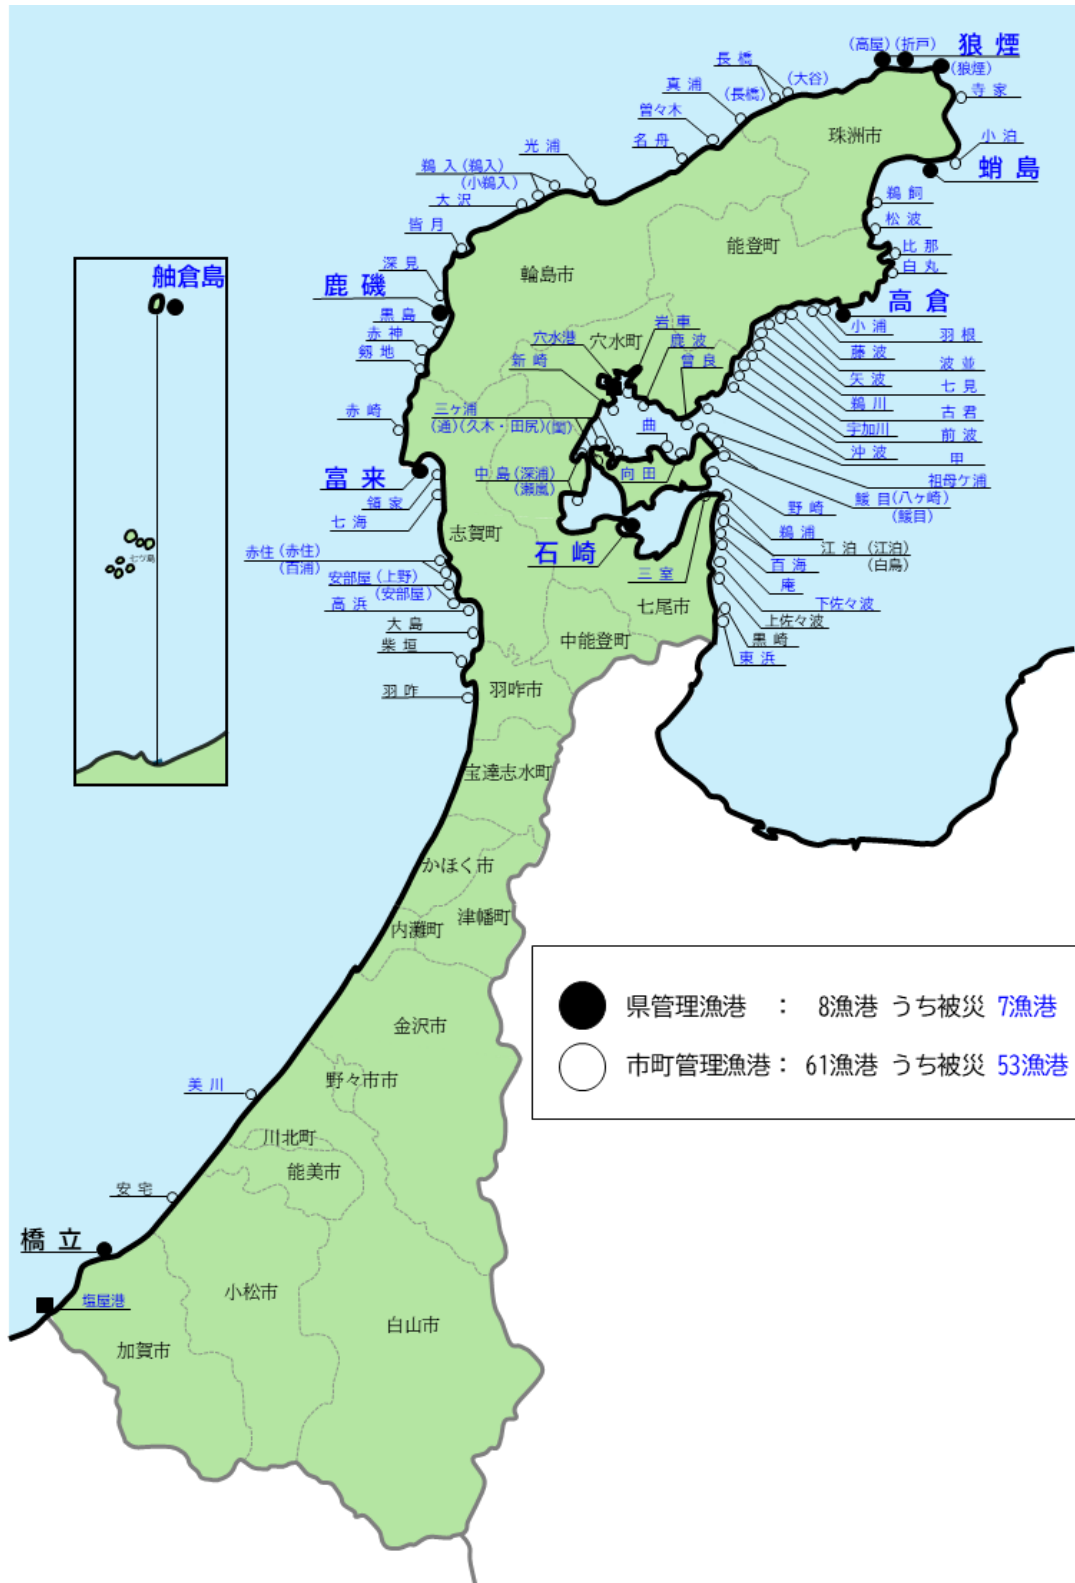 (高屋)(折戸) 狼煙
(狼煙)
長橋
(大谷)
(長橋)
真浦
寺家
曽々木
珠洲市
名舟
光浦
小泊
蛸島
鵜入(鵜入)
(小鵜入)
大沢
鵜飼
松波
皆月
能登町
比那
白丸
舳倉島
深見
輪島市
鹿磯
高倉
黒島
岩車
小浦
羽根
赤神
穴水港
穴水町
鹿波
藤波
波並
剱地
新崎
曽良
矢波
七見
鵜川
古君
赤崎
三ヶ浦
(通)(久木・田尻)(閨)
曲
宇加川
前波
沖波
甲
富来
中島(深浦)
(瀬嵐)
向田
祖母ケ浦
領家
野崎
鰀目(八ヶ崎)
(鰀目)
七海
志賀町
鵜浦
石崎
江泊(江泊)
(白鳥)
赤住(赤住)
(百浦)
七ツ島
百海
安部屋(上野)
(安部屋)
三室
庵
高浜
七尾市
下佐々波
大島
上佐々波
柴垣
中能登町
黒崎
東浜
羽咋
羽咋市
宝達志水町
かほく市
津幡町
内灘町
県管理漁港 : 8漁港 うち被災 7漁港
金沢市
市町管理漁港: 61漁港 うち被災 53漁港
美川
野々市市
川北町
能美市
安宅
橋立
小松市
塩屋港
白山市
加賀市